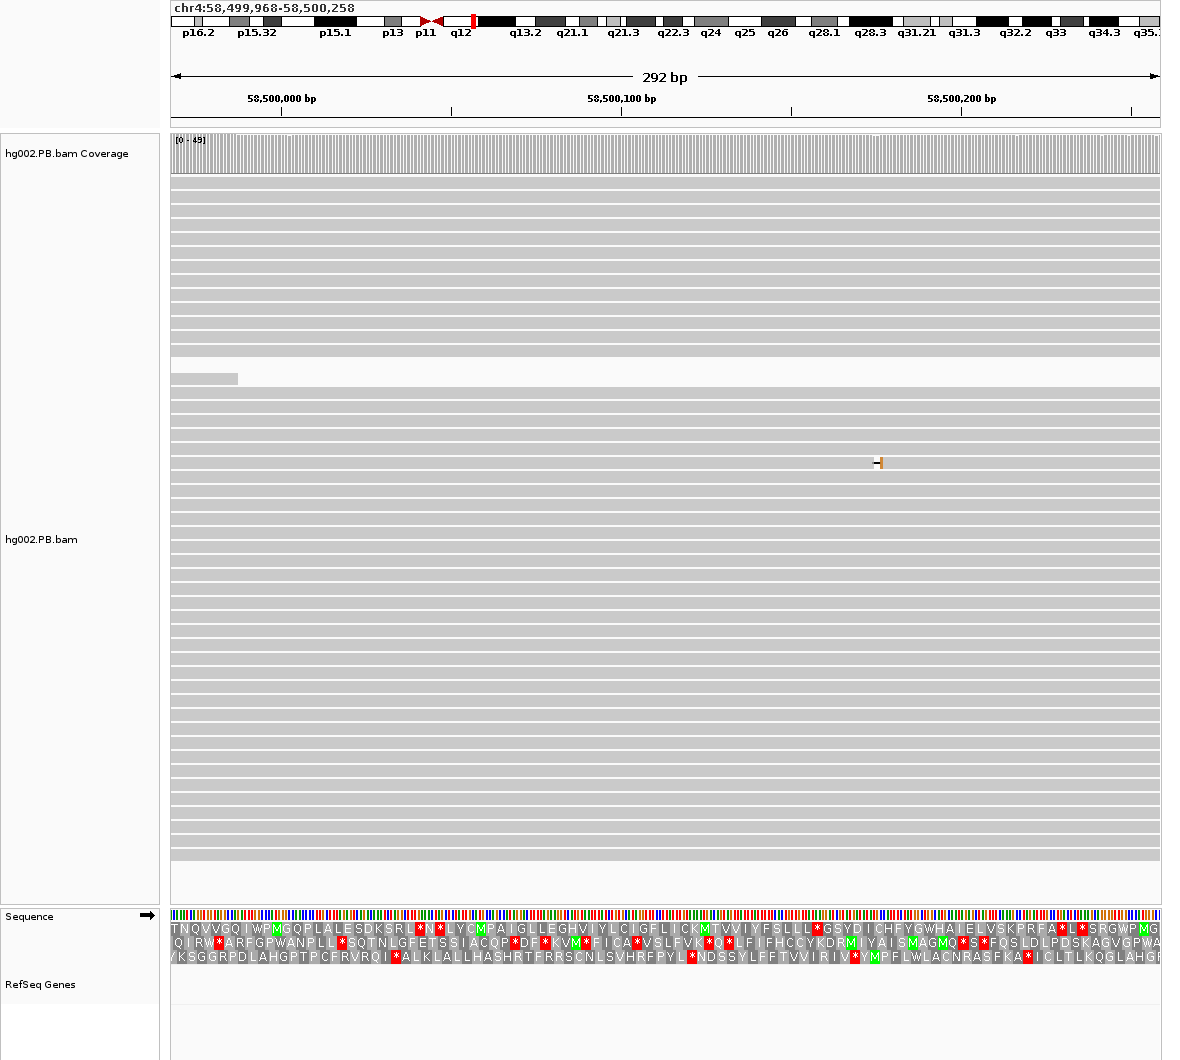 chr4:58,499,968-58,500,258
p16.2 p15.32 p15.1 p13 p11 q12 q13.2 q21.1 q21.3 q22.3 q24 q25 q26 q28.1 q28.3 q31.21 q31.3 q32.2 q33 q34.3 q35.
292 bp
58,500,000 bp 58,500,100 bp 58,500,200 bp
hg002.PB.bam Coverage
[0 - 45]
hg002.PB.bam
Sequence
TNQVVGQIWPMGQPLALESDKSRL*N*LYCMPAIGLLEGHVIYLCIGFLICKMTVVIYFSLLL*GSYDICHFYGWHAIELVSKPRFA*L*SRGWPMG
QIRW*ARFGPWANPLL*SQTNLGFETSSIACQP*DF*KVM*FICA*VSLFVK*Q*LFIFHCCYKDRMIYAISMAGMQ*S*FQSLDLPDSKAGVGPWA
KSGGRPDLAHGPTPCFRVRQI*ALKLALLHASHRTFRRSCNLSVHRFPYL*NDSSYLFFTVVIRIV*YMPFLWLACNRASFKA*ICLTLKQGLAHG
RefSeq Genes